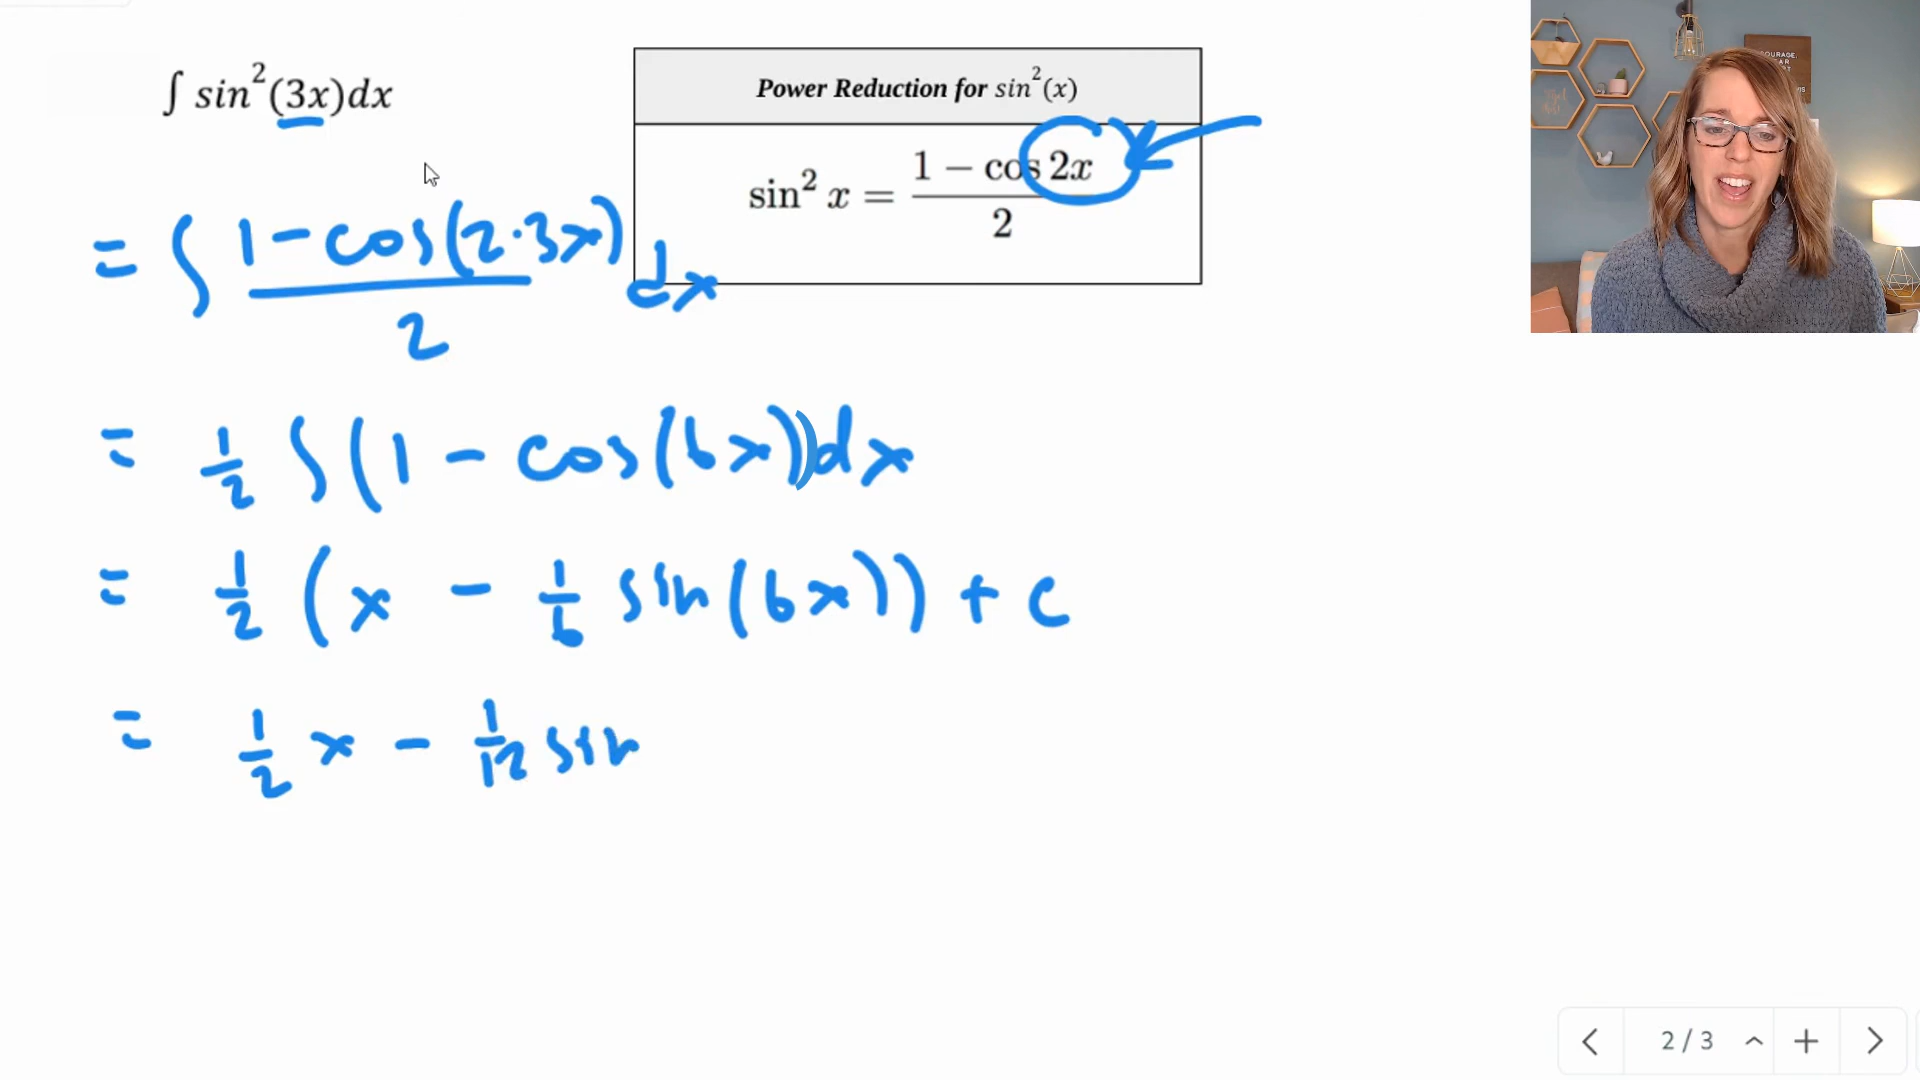 ∫ sin²(3x)dx
Power Reduction for sin²(x)
sin² x = (1 − cos 2x)/2
= ∫ (1 − cos(2·3x))/2 dx
= 1/2 ∫(1 − cos(6x))dx
= 1/2 (x − 1/6 sin(6x)) + c
= 1/2 x − 1/12 sin
COURAGE,
2 / 3